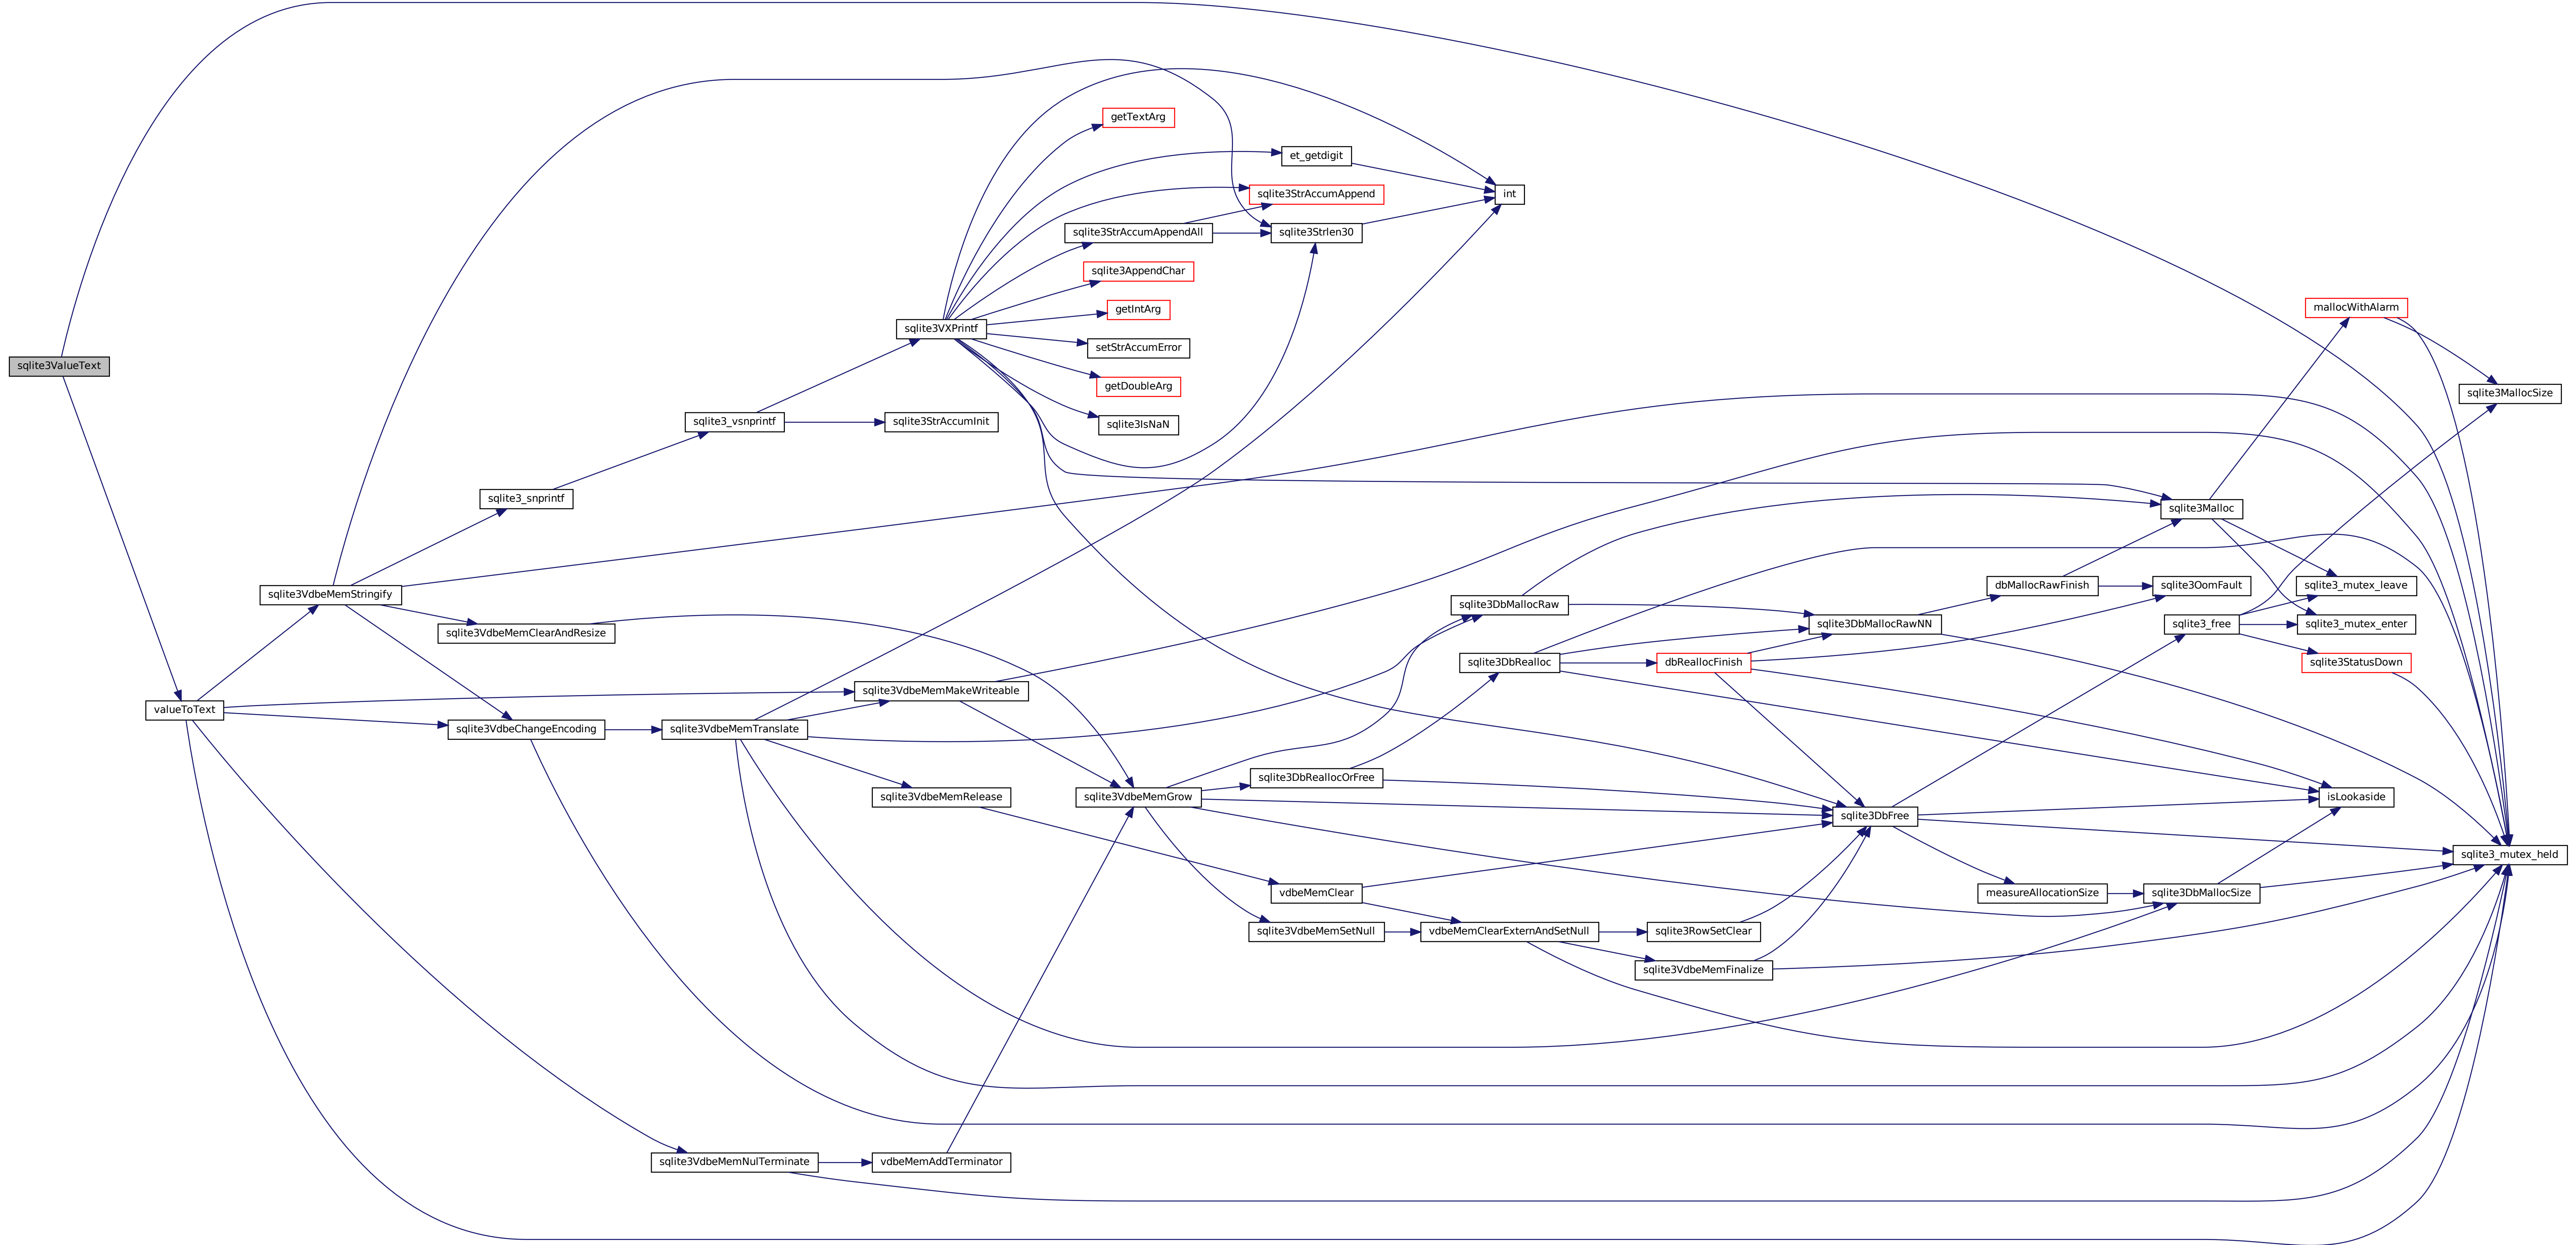 sqlite3ValueText
valueToText
sqlite3VdbeMemStringify
sqlite3VdbeChangeEncoding
sqlite3_snprintf
sqlite3VdbeMemClearAndResize
sqlite3_vsnprintf
sqlite3VdbeMemTranslate
sqlite3VdbeMemNulTerminate
sqlite3VXPrintf
sqlite3StrAccumInit
sqlite3VdbeMemMakeWriteable
sqlite3VdbeMemRelease
vdbeMemAddTerminator
getTextArg
sqlite3StrAccumAppendAll
sqlite3AppendChar
getIntArg
setStrAccumError
getDoubleArg
sqlite3IsNaN
sqlite3VdbeMemGrow
et_getdigit
sqlite3StrAccumAppend
sqlite3Strlen30
sqlite3DbReallocOrFree
vdbeMemClear
sqlite3VdbeMemSetNull
int
sqlite3DbMallocRaw
sqlite3DbRealloc
vdbeMemClearExternAndSetNull
dbReallocFinish
sqlite3RowSetClear
sqlite3VdbeMemFinalize
sqlite3DbMallocRawNN
sqlite3DbFree
dbMallocRawFinish
measureAllocationSize
sqlite3Malloc
sqlite3OomFault
sqlite3_free
sqlite3DbMallocSize
mallocWithAlarm
sqlite3_mutex_leave
sqlite3_mutex_enter
sqlite3StatusDown
isLookaside
sqlite3MallocSize
sqlite3_mutex_held